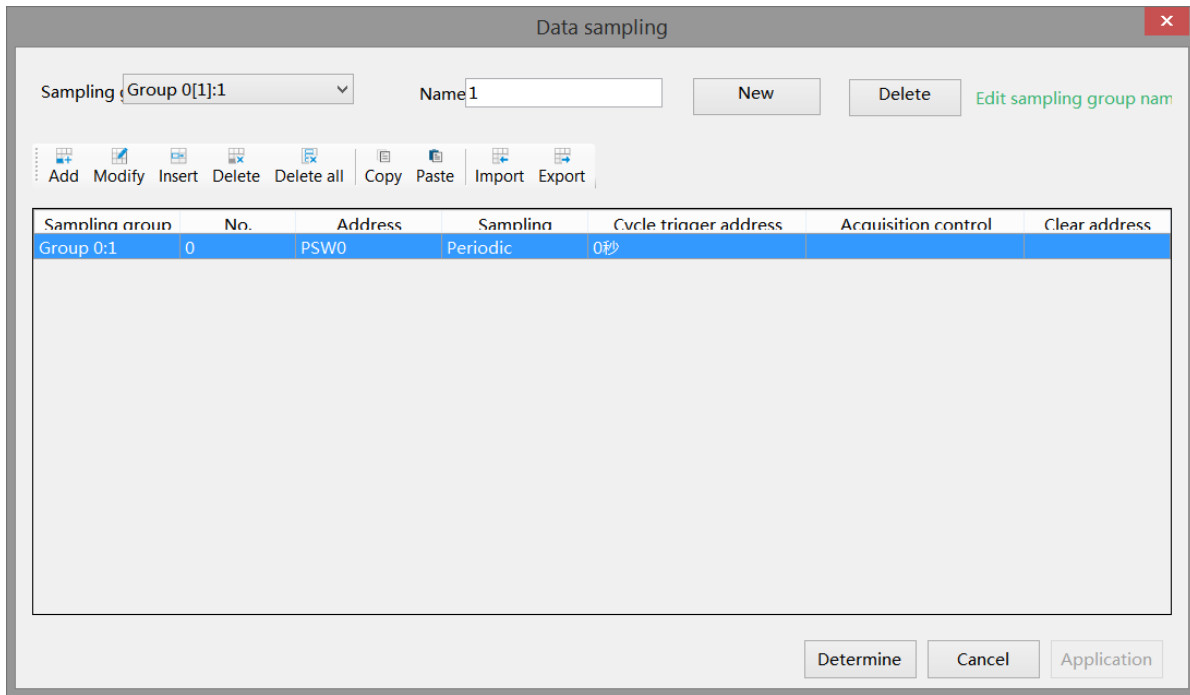 Data sampling
Sampling g Group 0[1]:1 Name 1 New Delete Edit sampling group nam
Add Modify Insert Delete Delete all Copy Paste Import Export
Sampling group No. Address Sampling Cycle trigger address Acquisition control Clear address
Group 0:1 0 PSW0 Periodic 0秒
Determine Cancel Application